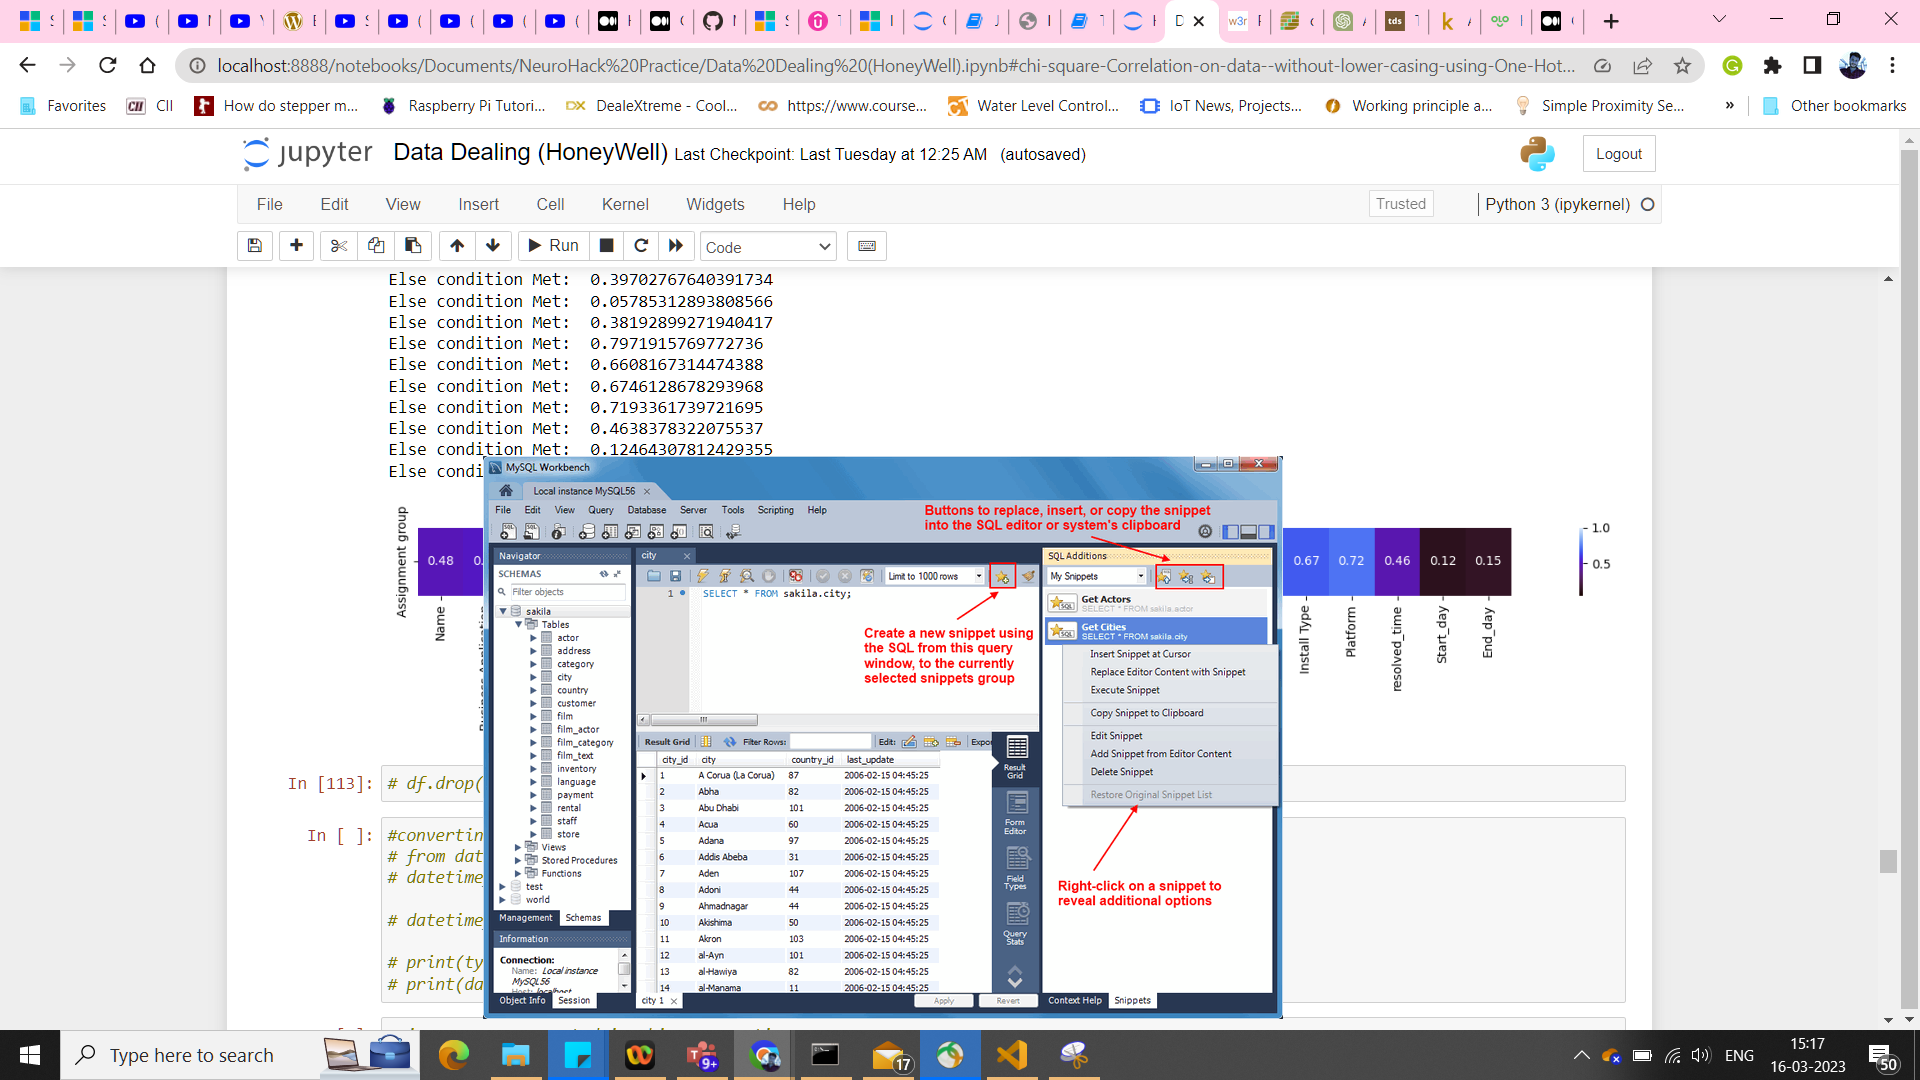 localhost:8888/notebooks/Documents/NeuroHack%20Practice/Data%20Dealing%20(HoneyWell).ipynb#chi-square-Correlation-on-data--without-lower-casing-using-One-Hot...
Favorites
CII
How do stepper m...
Raspberry Pi Tutori...
DX
DealeXtreme - Cool...
https://www.course...
Water Level Control...
IoT News, Projects...
Working principle a...
Simple Proximity Se...
»
Other bookmarks
jupyter
Data Dealing (HoneyWell) Last Checkpoint: Last Tuesday at 12:25 AM (autosaved)
Logout
File Edit View Insert Cell Kernel Widgets Help
Trusted
Python 3 (ipykernel)
Run
Code
Else condition Met: 0.39702767640391734
Else condition Met: 0.05785312893808566
Else condition Met: 0.38192899271940417
Else condition Met: 0.7971915769772736
Else condition Met: 0.6608167314474388
Else condition Met: 0.6746128678293968
Else condition Met: 0.7193361739721695
Else condition Met: 0.4638378322075537
Else condition Met: 0.12464307812429355
Else condi
Assignment group
0.48
0.67 0.72 0.46 0.12 0.15
1.0
0.5
Name
Install Type
Platform
resolved_time
Start_day
End_day
MySQL Workbench
Local instance MySQL56
File Edit View Query Database Server Tools Scripting Help
Buttons to replace, insert, or copy the snippet
into the SQL editor or system's clipboard
Navigator
SCHEMAS
Filter objects
sakila
Tables
actor
address
category
city
country
customer
film
film_actor
film_category
film_text
inventory
language
payment
rental
staff
store
Views
Stored Procedures
Functions
test
world
Management Schemas
Information
Connection:
Name: Local instance
MySQL56
Host: localhost
Object Info Session
city
Limit to 1000 rows
1 SELECT * FROM sakila.city;
Create a new snippet using
the SQL from this query
window, to the currently
selected snippets group
SQL Additions
My Snippets
Get Actors
SELECT * FROM sakila.actor
Get Cities
SELECT * FROM sakila.city
Insert Snippet at Cursor
Replace Editor Content with Snippet
Execute Snippet
Copy Snippet to Clipboard
Edit Snippet
Add Snippet from Editor Content
Delete Snippet
Restore Original Snippet List
Right-click on a snippet to
reveal additional options
Result Grid Filter Rows: Edit: Expor
city_id city country_id last_update
1 A Corua (La Corua) 87 2006-02-15 04:45:25
2 Abha 82 2006-02-15 04:45:25
3 Abu Dhabi 101 2006-02-15 04:45:25
4 Acua 60 2006-02-15 04:45:25
5 Adana 97 2006-02-15 04:45:25
6 Addis Abeba 31 2006-02-15 04:45:25
7 Aden 107 2006-02-15 04:45:25
8 Adoni 44 2006-02-15 04:45:25
9 Ahmadnagar 44 2006-02-15 04:45:25
10 Akishima 50 2006-02-15 04:45:25
11 Akron 103 2006-02-15 04:45:25
12 al-Ayn 101 2006-02-15 04:45:25
13 al-Hawiya 82 2006-02-15 04:45:25
14 al-Manama 11 2006-02-15 04:45:25
Result
Grid
Form
Editor
Field
Types
Query
Stats
city 1
Apply Revert
Context Help Snippets
In [113]: # df.drop(
In [ ]: #convertin
# from dat
# datetime
# datetime
# print(ty
# print(da
Type here to search
9+
17
ENG
15:17
16-03-2023
50